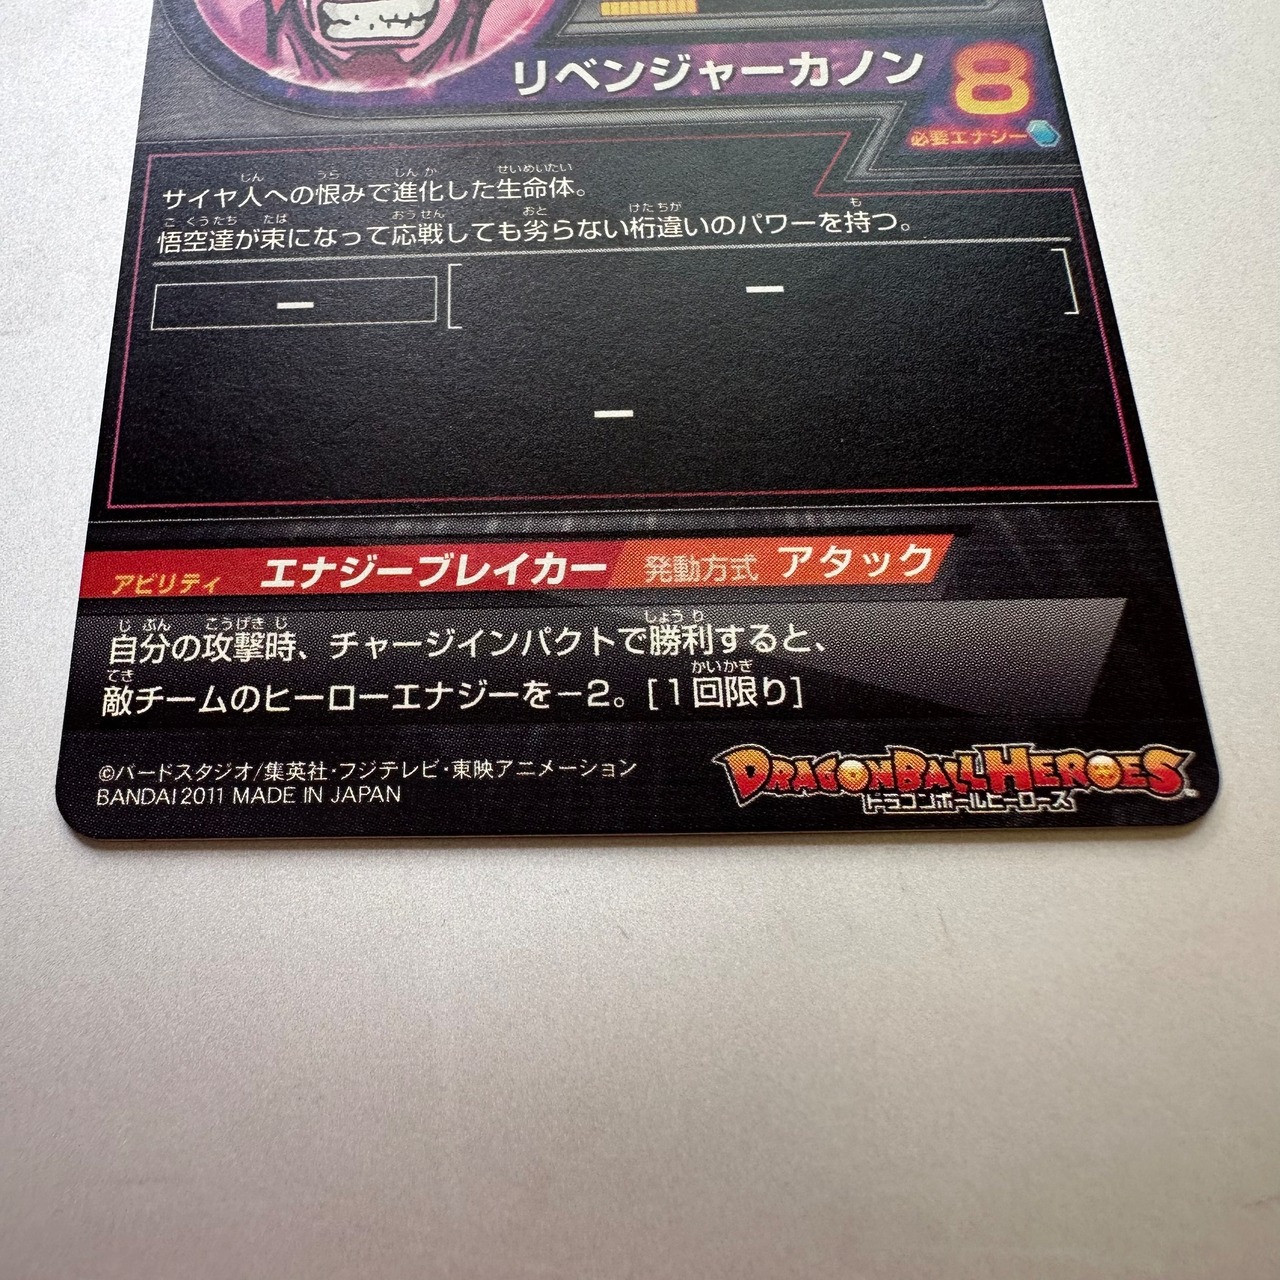 リベンジャーカノン
8
必要エナジー
サイヤ人への恨みで進化した生命体。
悟空達が束になって応戦しても劣らない桁違いのパワーを持つ。
ー
ー
ー
アビリティ エナジーブレイカー 発動方式 アタック
自分の攻撃時、チャージインパクトで勝利すると、
敵チームのヒーローエナジーを−2。[1回限り]
©バードスタジオ/集英社・フジテレビ・東映アニメーション
BANDAI 2011 MADE IN JAPAN
DRAGONBALL HEROES
ドラゴンボールヒーローズ